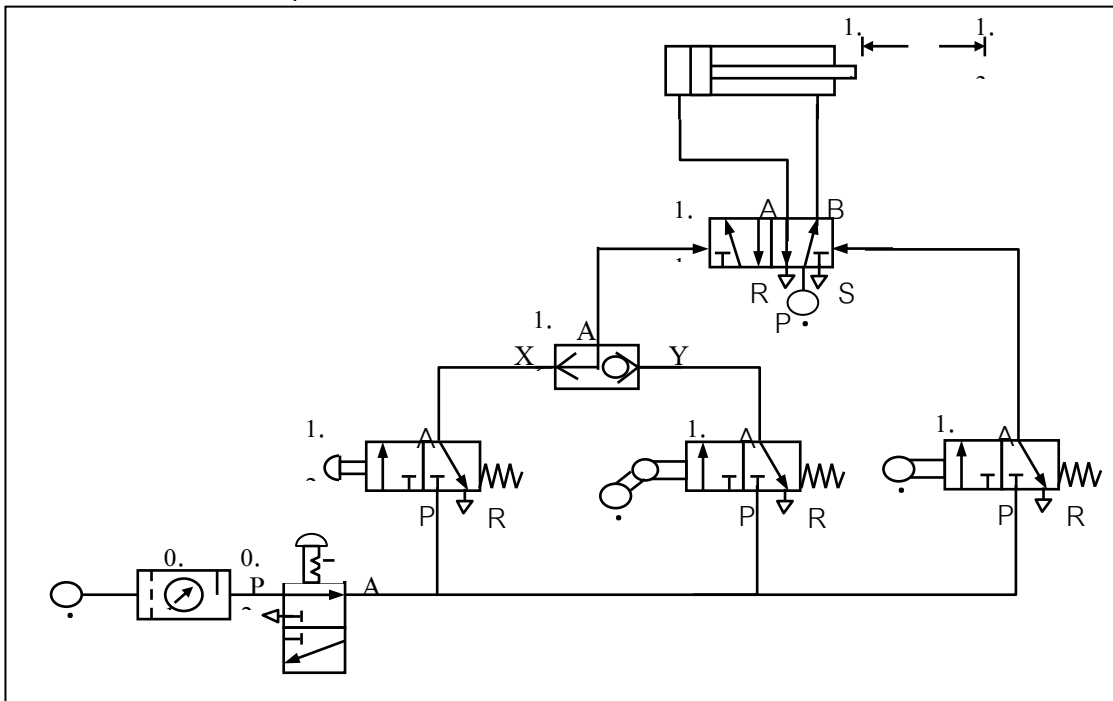 1. 1.
1. A B
R S
P
1. A
X Y
1. A 1. A 1. A
P R P R P R
0. 0.
P A